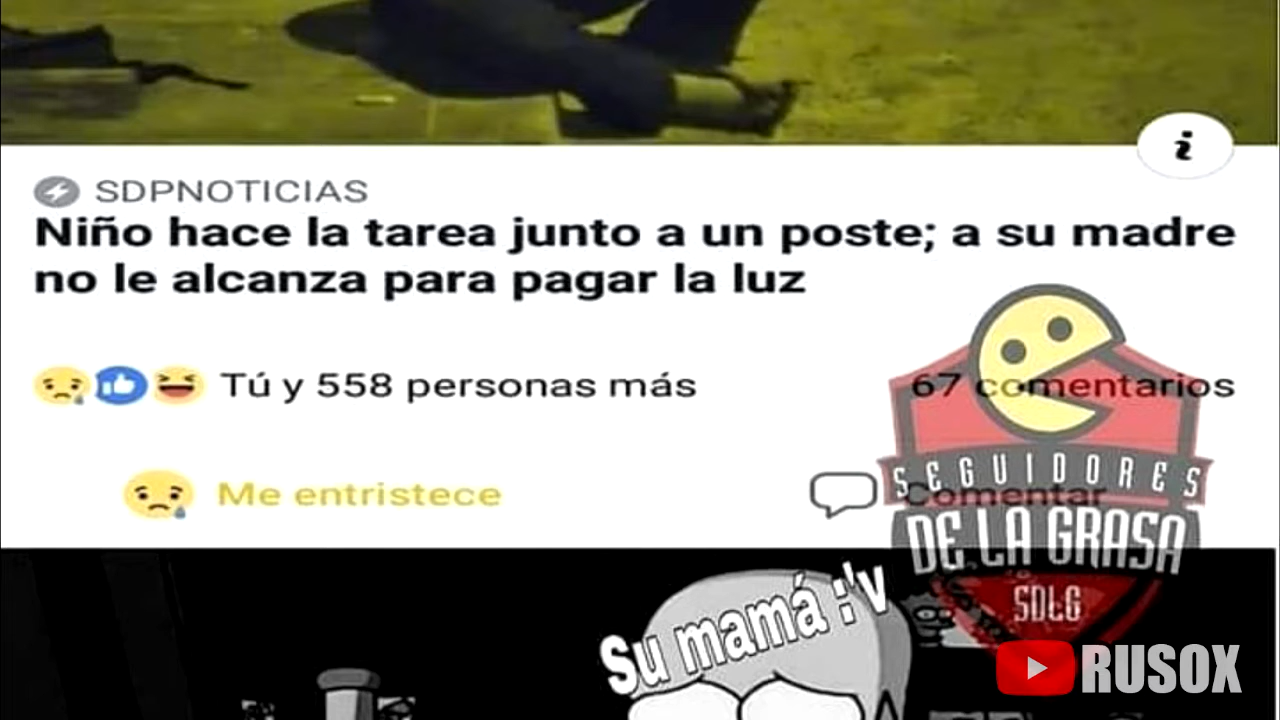 i
SDPNOTICIAS
Niño hace la tarea junto a un poste; a su madre
no le alcanza para pagar la luz
Tú y 558 personas más
67 comentarios
Me entristece
Comentar
SEGUIDORES
DE LA GRASA
SDLG
Su mamá :'v
RUSOX